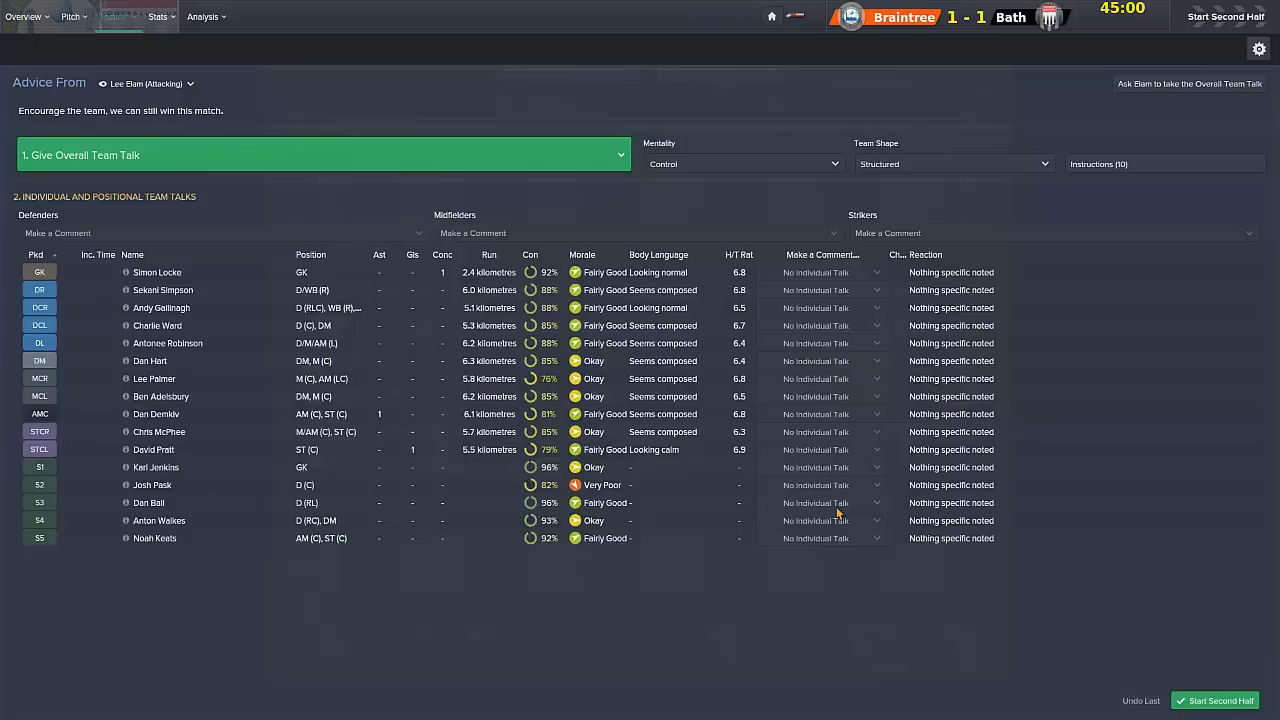 Overview Pitch Tactics Stats Analysis Braintree 1 - 1 Bath 45:00 Start Second Half
Advice From Lee Elam (Attacking) Ask Elam to take the Overall Team Talk
Encourage the team, we can still win this match.
Mentality Team Shape
1. Give Overall Team Talk Control Structured Instructions (10)
2. INDIVIDUAL AND POSITIONAL TEAM TALKS
Defenders Midfielders Strikers
Make a Comment Make a Comment Make a Comment
Pkd Inc. Time Name Position Ast Gls Conc Run Con Morale Body Language H/T Rat Make a Comment... Ch... Reaction
GK Simon Locke GK - - 1 2.4 kilometres 92% Fairly Good Looking normal 6.8 No Individual Talk Nothing specific noted
DR Sekani Simpson D/WB (R) - - - 6.0 kilometres 88% Fairly Good Seems composed 6.8 No Individual Talk Nothing specific noted
DCR Andy Gallinagh D (RLC), WB (R),... - - - 5.1 kilometres 88% Fairly Good Looking normal 6.5 No Individual Talk Nothing specific noted
DCL Charlie Ward D (C), DM - - - 5.3 kilometres 85% Fairly Good Seems composed 6.7 No Individual Talk Nothing specific noted
DL Antonee Robinson D/M/AM (L) - - - 6.2 kilometres 88% Fairly Good Seems composed 6.4 No Individual Talk Nothing specific noted
DM Dan Hart DM, M (C) - - - 6.3 kilometres 85% Okay Seems composed 6.4 No Individual Talk Nothing specific noted
MCR Lee Palmer M (C), AM (LC) - - - 5.8 kilometres 76% Okay Seems composed 6.8 No Individual Talk Nothing specific noted
MCL Ben Adelsbury DM, M (C) - - - 6.2 kilometres 85% Okay Seems composed 6.5 No Individual Talk Nothing specific noted
AMC Dan Demkiv AM (C), ST (C) 1 - - 6.1 kilometres 81% Fairly Good Seems composed 6.8 No Individual Talk Nothing specific noted
STCR Chris McPhee M/AM (C), ST (C) - - - 5.7 kilometres 85% Okay Seems composed 6.3 No Individual Talk Nothing specific noted
STCL David Pratt ST (C) - 1 - 5.5 kilometres 79% Fairly Good Looking calm 6.9 No Individual Talk Nothing specific noted
S1 Karl Jenkins GK - - - 96% Okay - - No Individual Talk Nothing specific noted
S2 Josh Pask D (C) - - - 82% Very Poor - - No Individual Talk Nothing specific noted
S3 Dan Ball D (RL) - - - 96% Fairly Good - - No Individual Talk Nothing specific noted
S4 Anton Walkes D (RC), DM - - - 93% Okay - - No Individual Talk Nothing specific noted
S5 Noah Keats AM (C), ST (C) - - - 92% Fairly Good - - No Individual Talk Nothing specific noted
Undo Last Start Second Half